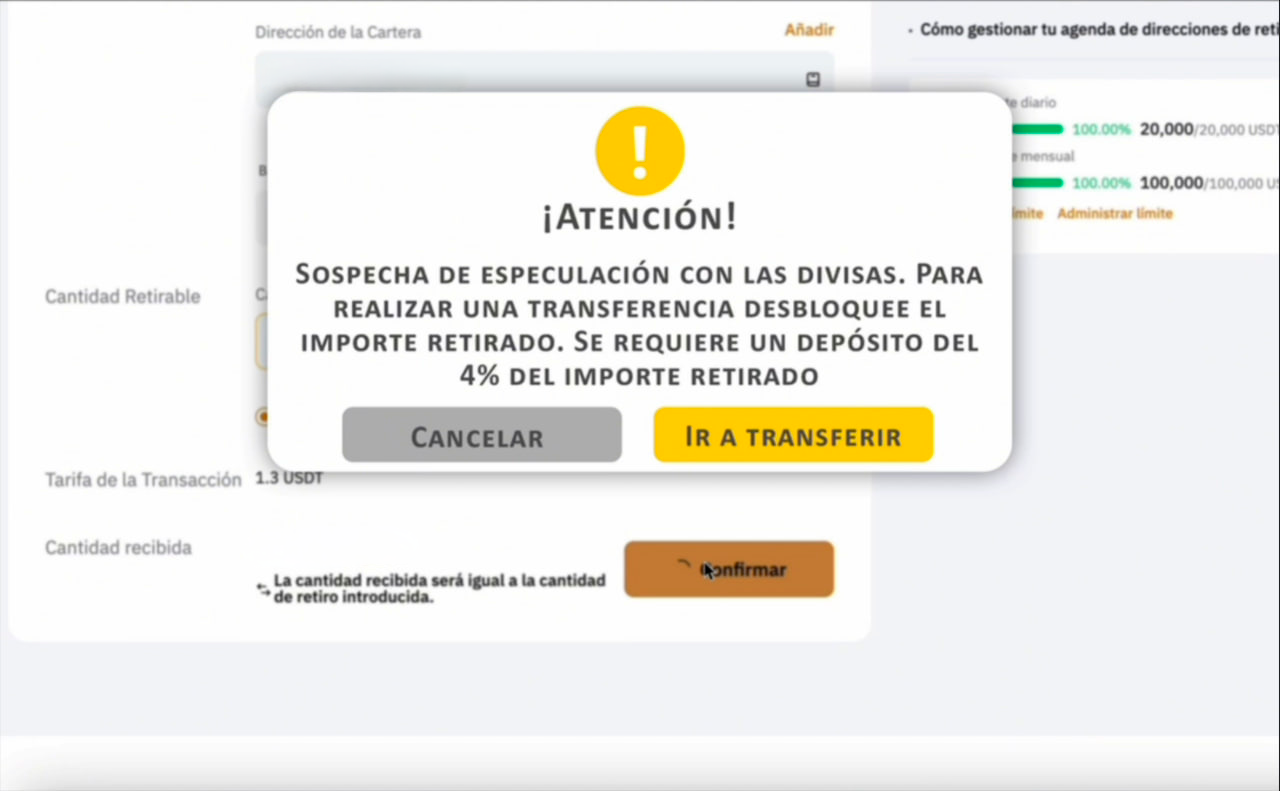 Dirección de la Cartera
Añadir
Cómo gestionar tu agenda de direcciones de reti
te diario
100.00% 20,000/20,000 USDT
B
e mensual
100.00% 100,000/100,000 US
imite Administrar límite
¡ATENCIÓN!
SOSPECHA DE ESPECULACIÓN CON LAS DIVISAS. PARA
REALIZAR UNA TRANSFERENCIA DESBLOQUEE EL
IMPORTE RETIRADO. SE REQUIERE UN DEPÓSITO DEL
4% DEL IMPORTE RETIRADO
Cantidad Retirable
CANCELAR
IR A TRANSFERIR
Tarifa de la Transacción 1.3 USDT
Cantidad recibida
La cantidad recibida será igual a la cantidad
de retiro introducida.
Confirmar